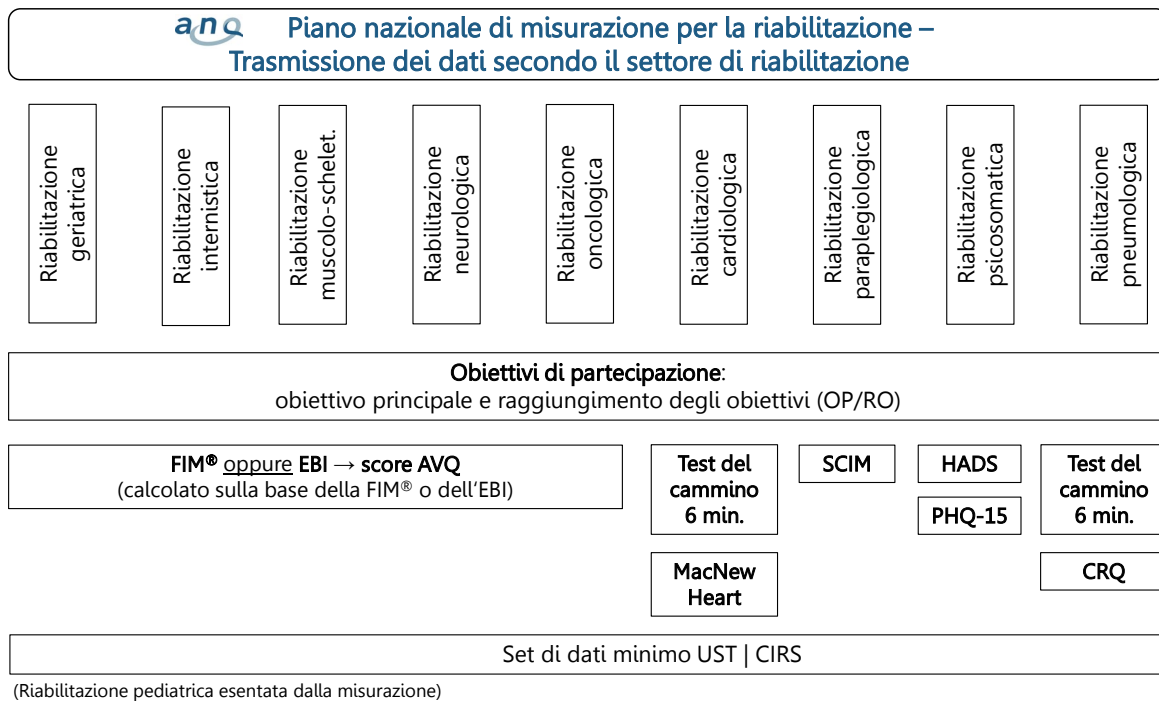 anq
Piano nazionale di misurazione per la riabilitazione –
Trasmissione dei dati secondo il settore di riabilitazione
Riabilitazione
geriatrica
Riabilitazione
internistica
Riabilitazione
muscolo-schelet.
Riabilitazione
neurologica
Riabilitazione
oncologica
Riabilitazione
cardiologica
Riabilitazione
paraplegiologica
Riabilitazione
psicosomatica
Riabilitazione
pneumologica
Obiettivi di partecipazione:
obiettivo principale e raggiungimento degli obiettivi (OP/RO)
FIM® oppure EBI → score AVQ
(calcolato sulla base della FIM® o dell'EBI)
Test del
cammino
6 min.
MacNew
Heart
SCIM
HADS
PHQ-15
Test del
cammino
6 min.
CRQ
Set di dati minimo UST | CIRS
(Riabilitazione pediatrica esentata dalla misurazione)